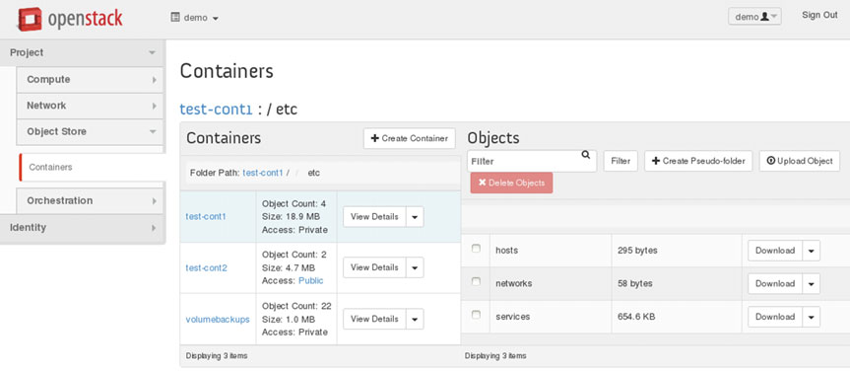 openstack
demo
demo
Sign Out
Project
Compute
Network
Object Store
Containers
Orchestration
Identity
Containers
test-cont1 : / etc
Containers
Create Container
Folder Path: test-cont1 / / etc
test-cont1
Object Count: 4
Size: 18.9 MB
Access: Private
View Details
test-cont2
Object Count: 2
Size: 4.7 MB
Access: Public
View Details
volumebackups
Object Count: 22
Size: 1.0 MB
Access: Private
View Details
Displaying 3 items
Objects
Filter
Filter
Create Pseudo-folder
Upload Object
Delete Objects
hosts 295 bytes Download
networks 58 bytes Download
services 654.6 KB Download
Displaying 3 items